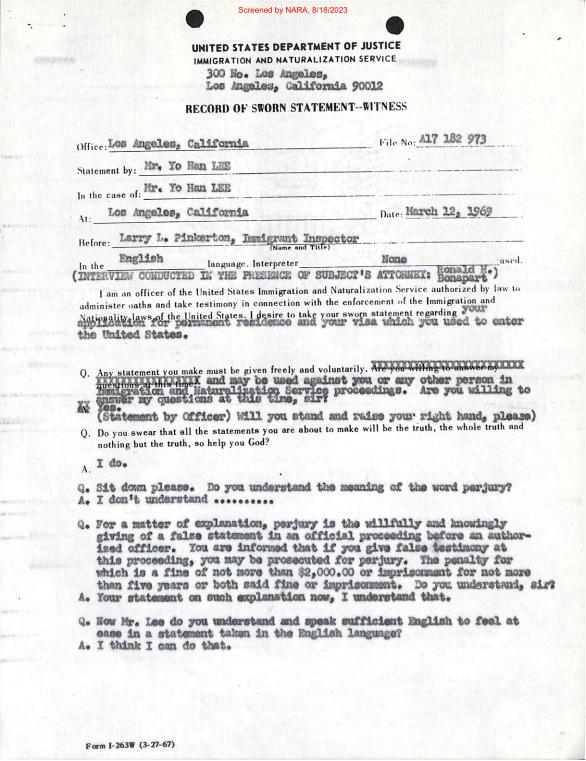 Screened by NARA, 8/18/2023
UNITED STATES DEPARTMENT OF JUSTICE
IMMIGRATION AND NATURALIZATION SERVICE
300 No. Los Angeles,
Los Angeles, California 90012
RECORD OF SWORN STATEMENT--WITNESS
Office: Los Angeles, California File No: A17 182 973
Statement by: Mr. Yo Han LEE
In the case of: Mr. Yo Han LEE
At: Los Angeles, California Date: March 12, 1969
Before: Larry L. Pinkerton, Immigrant Inspector
(Name and Title)
In the English language. Interpreter None used.
(INTERVIEW CONDUCTED IN THE PRESENCE OF SUBJECT'S ATTORNEY: Ronald H. Bonapart)
I am an officer of the United States Immigration and Naturalization Service authorized by law to
administer oaths and take testimony in connection with the enforcement of the Immigration and
Nationality laws of the United States. I desire to take your sworn statement regarding your
application for permanent residence and your visa which you used to enter
the United States.
Q. Any statement you make must be given freely and voluntarily. Are you willing to answer my
questions at this time? and may be used against you or any other person in
Immigration and Naturalization Service proceedings. Are you willing to
answer my questions at this time, sir?
A. Yes.
(Statement by Officer) Will you stand and raise your right hand, please)
Q. Do you swear that all the statements you are about to make will be the truth, the whole truth and
nothing but the truth, so help you God?
A. I do.
Q. Sit down please. Do you understand the meaning of the word perjury?
A. I don't understand ..........
Q. For a matter of explanation, perjury is the willfully and knowingly
giving of a false statement in an official proceeding before an author-
ized officer. You are informed that if you give false testimony at
this proceeding, you may be prosecuted for perjury. The penalty for
which is a fine of not more than $2,000.00 or imprisonment for not more
than five years or both said fine or imprisonment. Do you understand, sir?
A. Your statement on such explanation now, I understand that.
Q. Now Mr. Lee do you understand and speak sufficient English to feel at
ease in a statement taken in the English language?
A. I think I can do that.
Form I-263W (3-27-67)